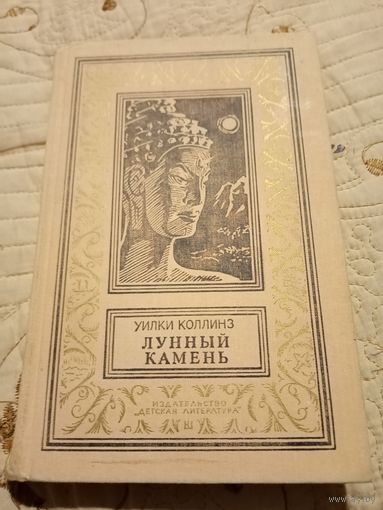 УИЛКИ КОЛЛИНЗ
ЛУННЫЙ
КАМЕНЬ
ИЗДАТЕЛЬСТВО
"ДЕТСКАЯ ЛИТЕРАТУРА"